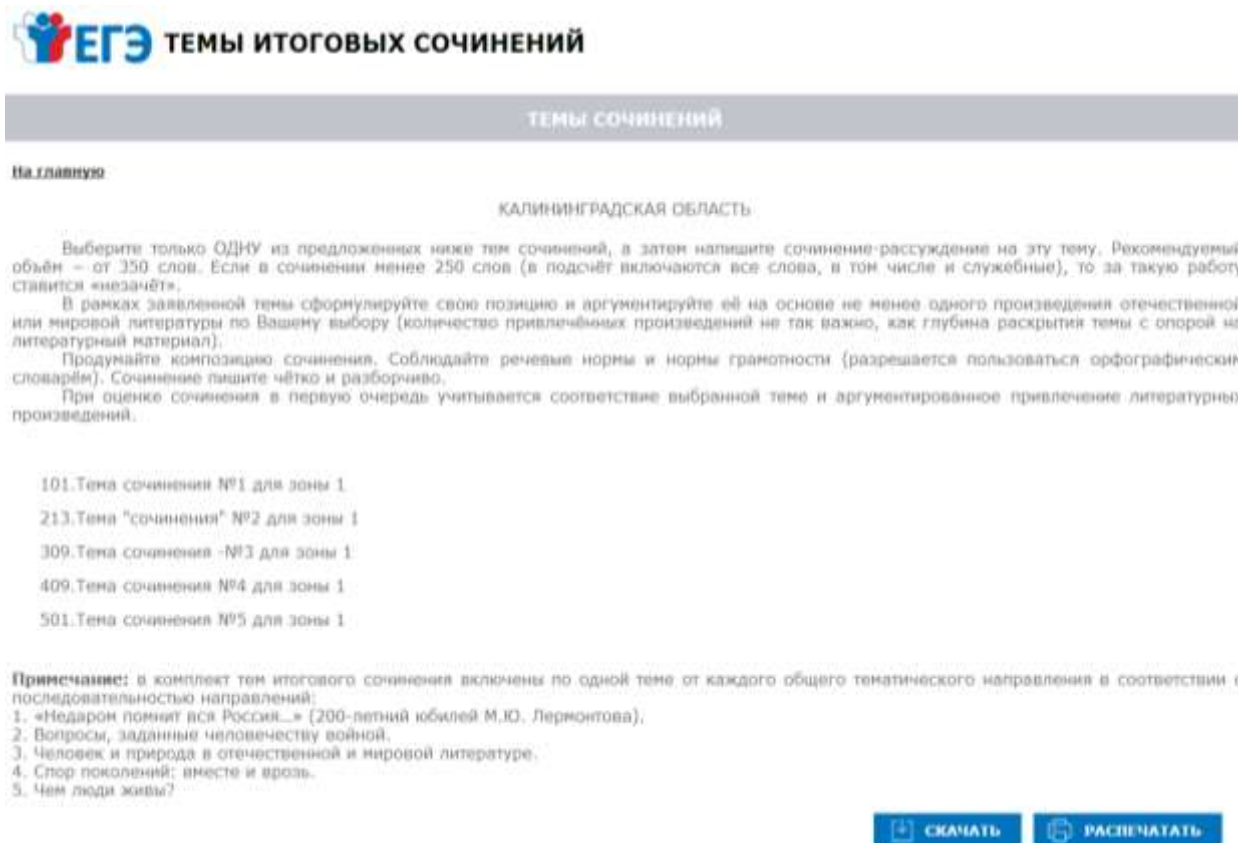 ЕГЭ ТЕМЫ ИТОГОВЫХ СОЧИНЕНИЙ
ТЕМЫ СОЧИНЕНИЙ
На главную
КАЛИНИНГРАДСКАЯ ОБЛАСТЬ
Выберите только ОДНУ из предложенных ниже тем сочинений, а затем напишите сочинение-рассуждение на эту тему. Рекомендуемый
объём – от 350 слов. Если в сочинении менее 250 слов (в подсчёт включаются все слова, в том числе и служебные), то за такую работу
ставится «незачёт».
В рамках заявленной темы сформулируйте свою позицию и аргументируйте её на основе не менее одного произведения отечественной
или мировой литературы по Вашему выбору (количество привлечённых произведений не так важно, как глубина раскрытия темы с опорой на
литературный материал).
Продумайте композицию сочинения. Соблюдайте речевые нормы и нормы грамотности (разрешается пользоваться орфографическим
словарём). Сочинение пишите чётко и разборчиво.
При оценке сочинения в первую очередь учитывается соответствие выбранной теме и аргументированное привлечение литературных
произведений.
101.Тема сочинения №1 для зоны 1
213.Тема "сочинения" №2 для зоны 1
309.Тема сочинения -№3 для зоны 1
409.Тема сочинения №4 для зоны 1
501.Тема сочинения №5 для зоны 1
Примечание: в комплект тем итогового сочинения включены по одной теме от каждого общего тематического направления в соответствии с
последовательностью направлений:
1. «Недаром помнит вся Россия…» (200-летний юбилей М.Ю. Лермонтова).
2. Вопросы, заданные человечеству войной.
3. Человек и природа в отечественной и мировой литературе.
4. Спор поколений: вместе и врозь.
5. Чем люди живы?
СКАЧАТЬ РАСПЕЧАТАТЬ